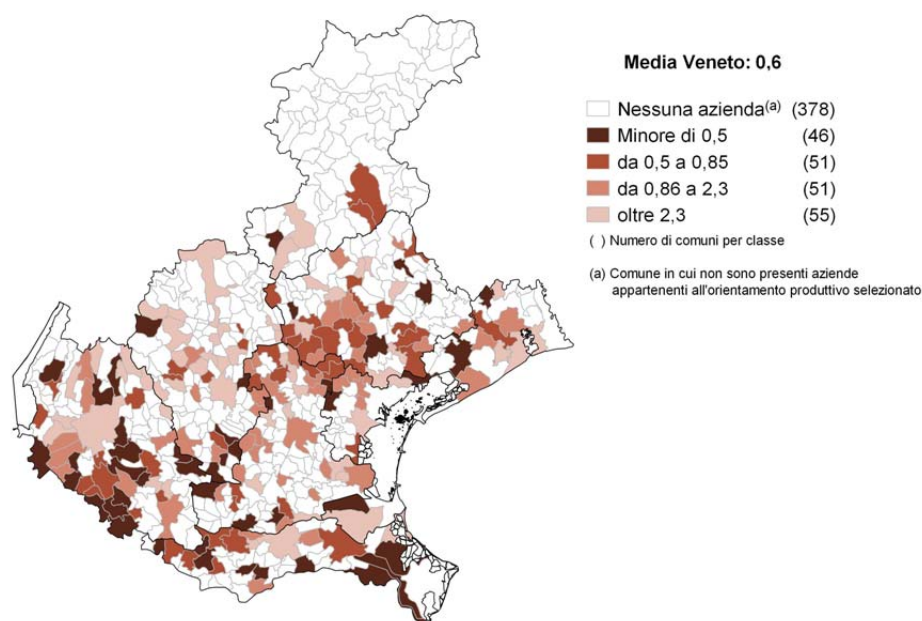 Media Veneto: 0,6
Nessuna azienda(a) (378)
Minore di 0,5 (46)
da 0,5 a 0,85 (51)
da 0,86 a 2,3 (51)
oltre 2,3 (55)
( ) Numero di comuni per classe
(a) Comune in cui non sono presenti aziende
appartenenti all'orientamento produttivo selezionato